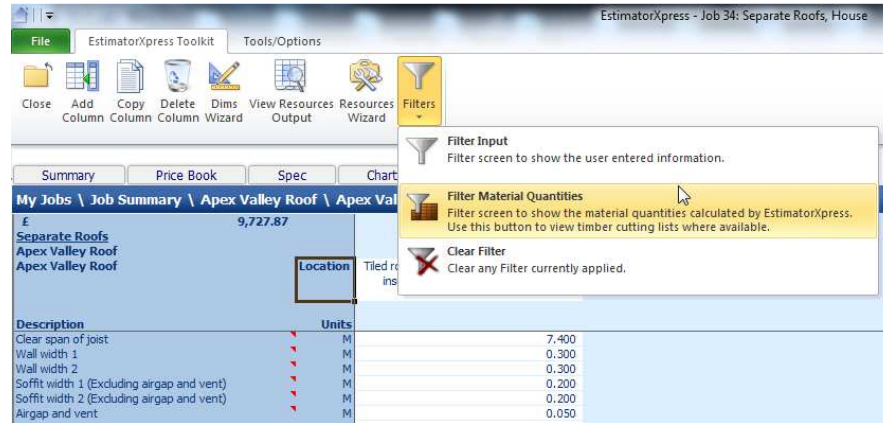 EstimatorXpress - Job 34: Separate Roofs, House
File EstimatorXpress Toolkit Tools/Options
Close Add Column Copy Column Delete Column Dims Wizard View Resources Output Resources Wizard Filters
Filter Input
Filter screen to show the user entered information.
Filter Material Quantities
Filter screen to show the material quantities calculated by EstimatorXpress.
Use this button to view timber cutting lists where available.
Clear Filter
Clear any Filter currently applied.
Summary Price Book Spec Chart
My Jobs \ Job Summary \ Apex Valley Roof \ Apex Val
£ 9,727.87
Separate Roofs
Apex Valley Roof
Apex Valley Roof Location Tiled
ins
Description Units
Clear span of joist M 7.400
Wall width 1 M 0.300
Wall width 2 M 0.300
Soffit width 1 (Excluding airgap and vent) M 0.200
Soffit width 2 (Excluding airgap and vent) M 0.200
Airgap and vent M 0.050